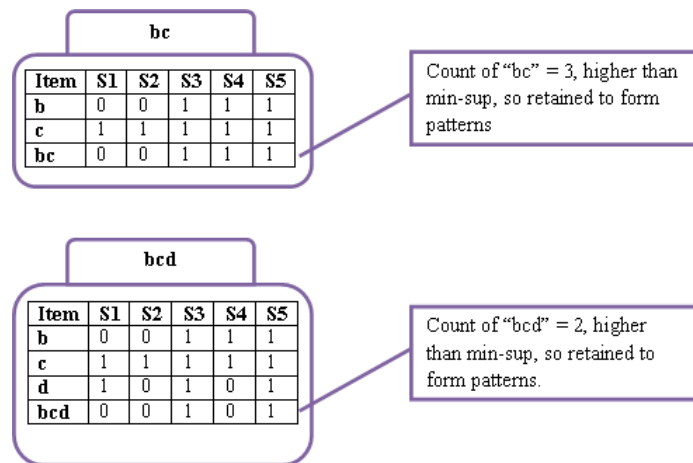 bc
Item S1 S2 S3 S4 S5
b 0 0 1 1 1
c 1 1 1 1 1
bc 0 0 1 1 1
Count of “bc” = 3, higher than
min-sup, so retained to form
patterns
bcd
Item S1 S2 S3 S4 S5
b 0 0 1 1 1
c 1 1 1 1 1
d 1 0 1 0 1
bcd 0 0 1 0 1
Count of “bcd” = 2, higher
than min-sup, so retained to
form patterns.